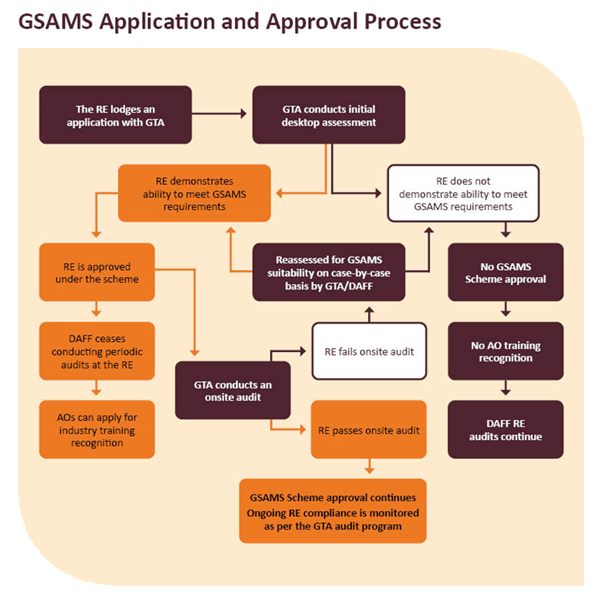 GSAMS Application and Approval Process
The RE lodges an
application with GTA
GTA conducts initial
desktop assessment
RE demonstrates
ability to meet GSAMS
requirements
RE does not
demonstrate ability to meet
GSAMS requirements
RE is approved
under the scheme
Reassessed for GSAMS
suitability on case-by-case
basis by GTA/DAFF
No GSAMS
Scheme approval
DAFF ceases
conducting periodic
audits at the RE
RE fails onsite audit
No AO training
recognition
GTA conducts an
onsite audit
AOs can apply for
industry training
recognition
RE passes onsite audit
DAFF RE
audits continue
GSAMS Scheme approval continues
Ongoing RE compliance is monitored
as per the GTA audit program